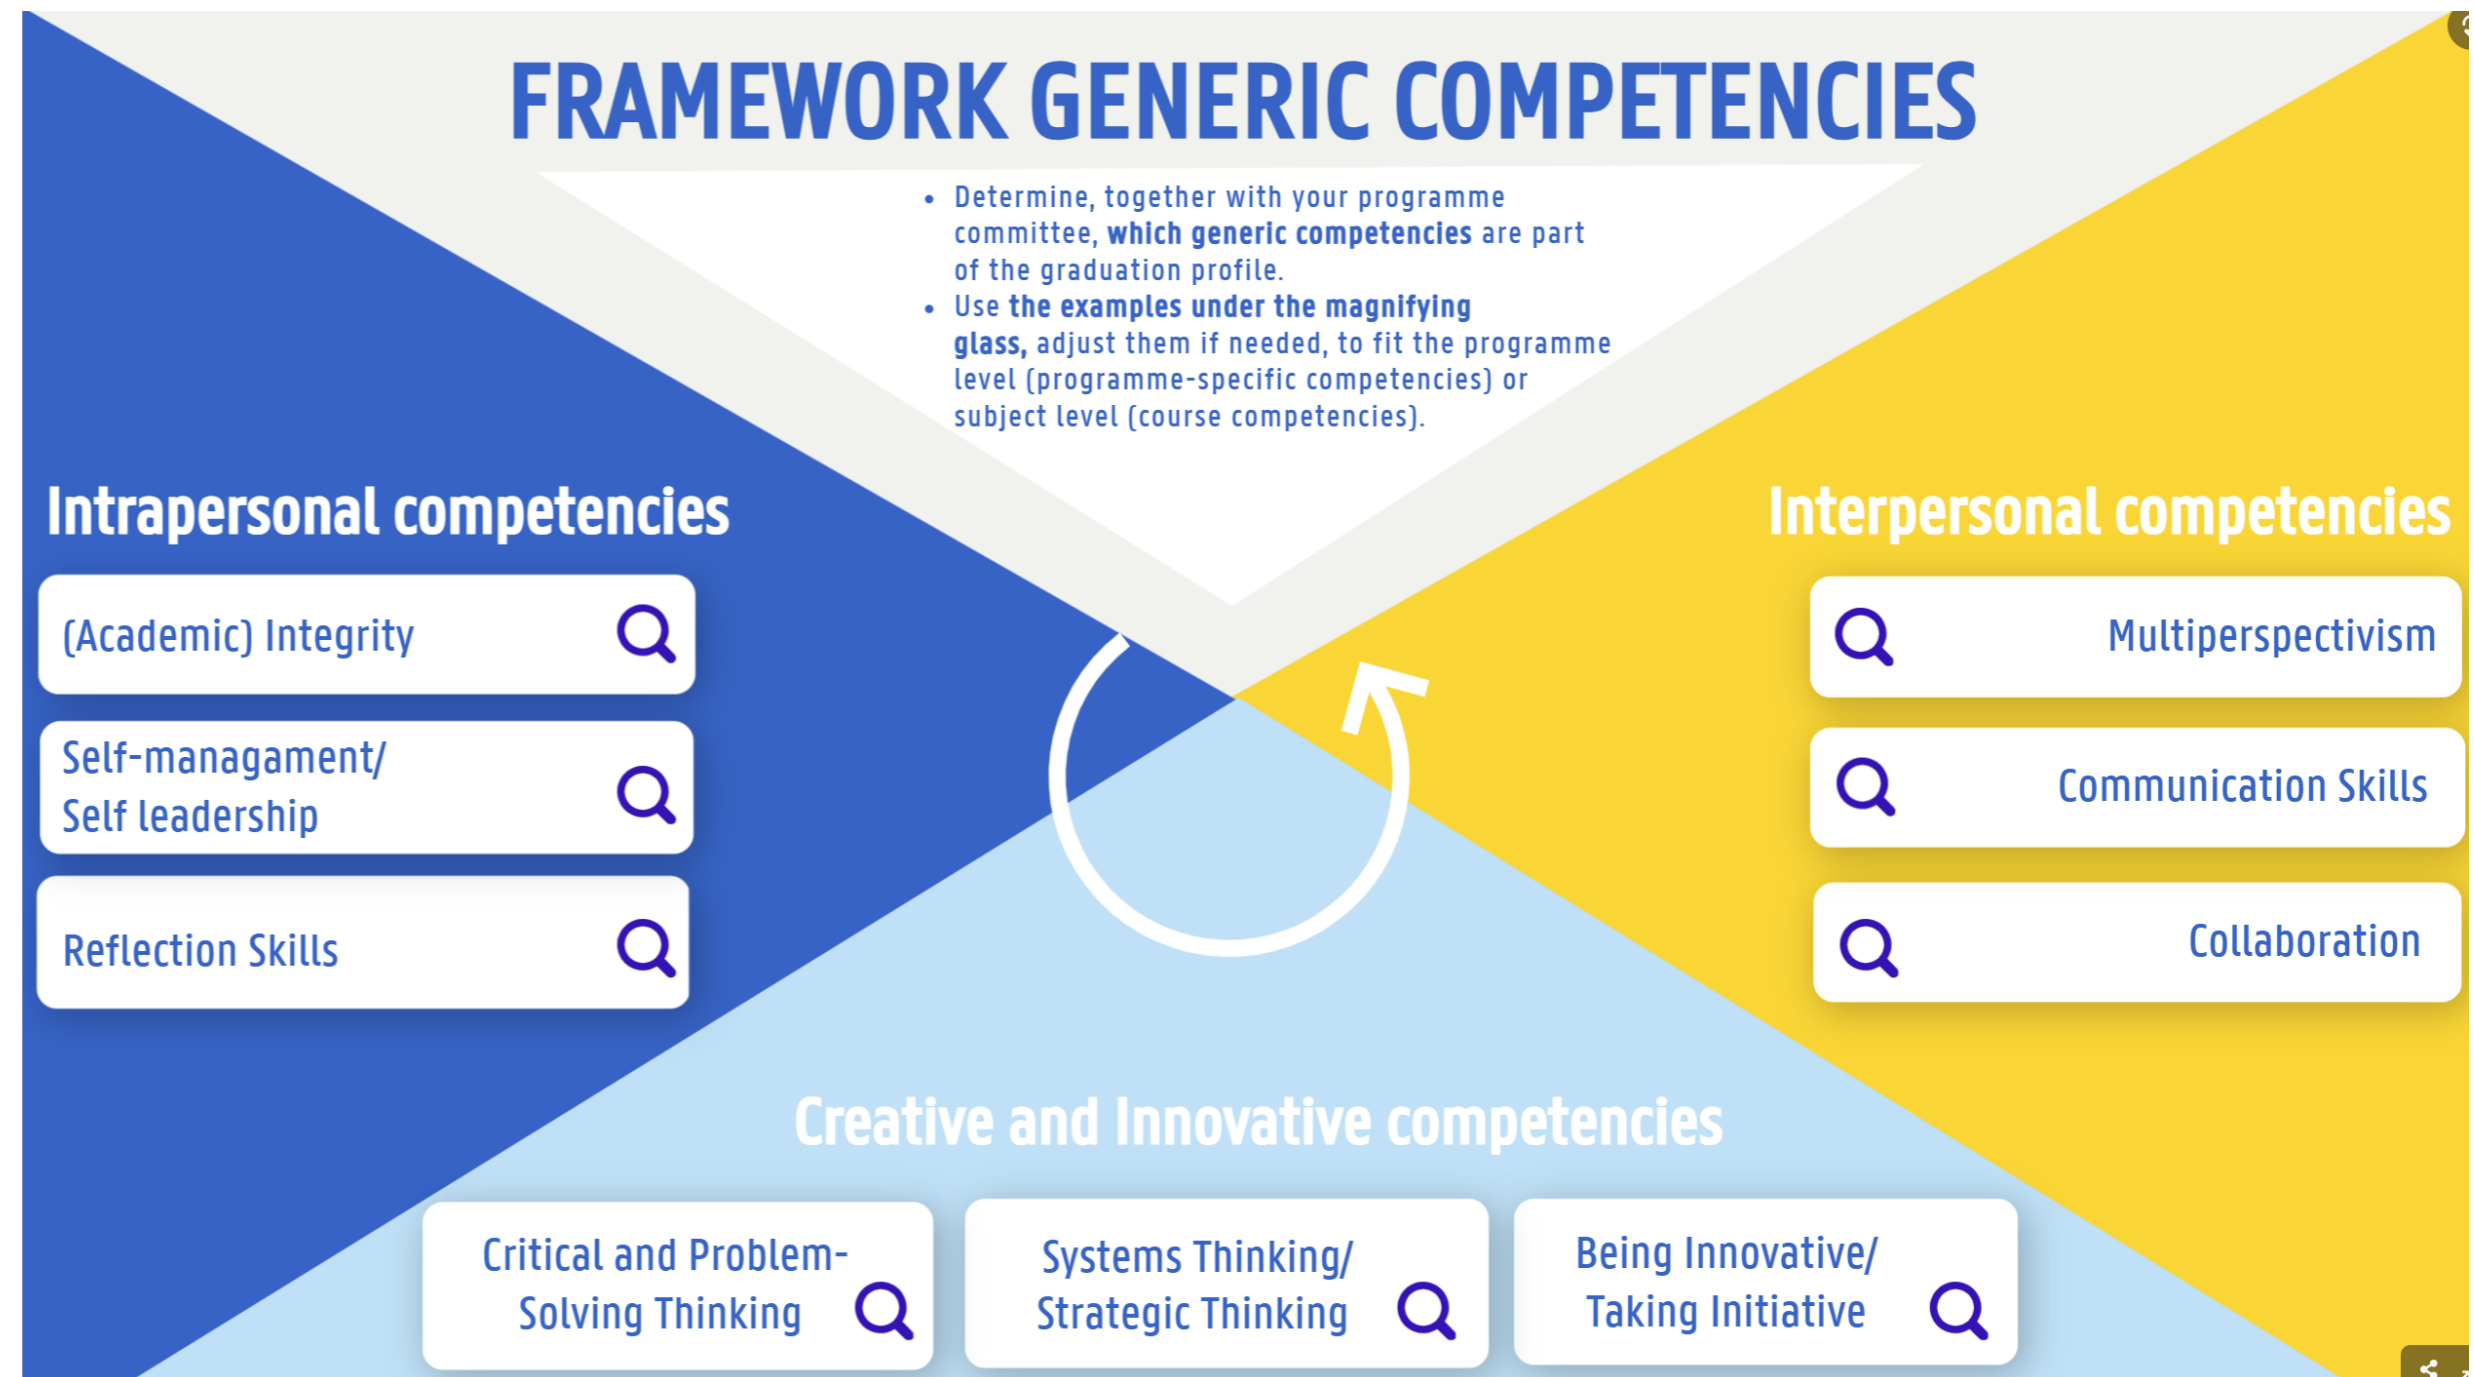 FRAMEWORK GENERIC COMPETENCIES
• Determine, together with your programme
committee, which generic competencies are part
of the graduation profile.
• Use the examples under the magnifying
glass, adjust them if needed, to fit the programme
level (programme-specific competencies) or
subject level (course competencies).
Intrapersonal competencies
(Academic) Integrity
Self-managament/
Self leadership
Reflection Skills
Interpersonal competencies
Multiperspectivism
Communication Skills
Collaboration
Creative and Innovative competencies
Critical and Problem-
Solving Thinking
Systems Thinking/
Strategic Thinking
Being Innovative/
Taking Initiative